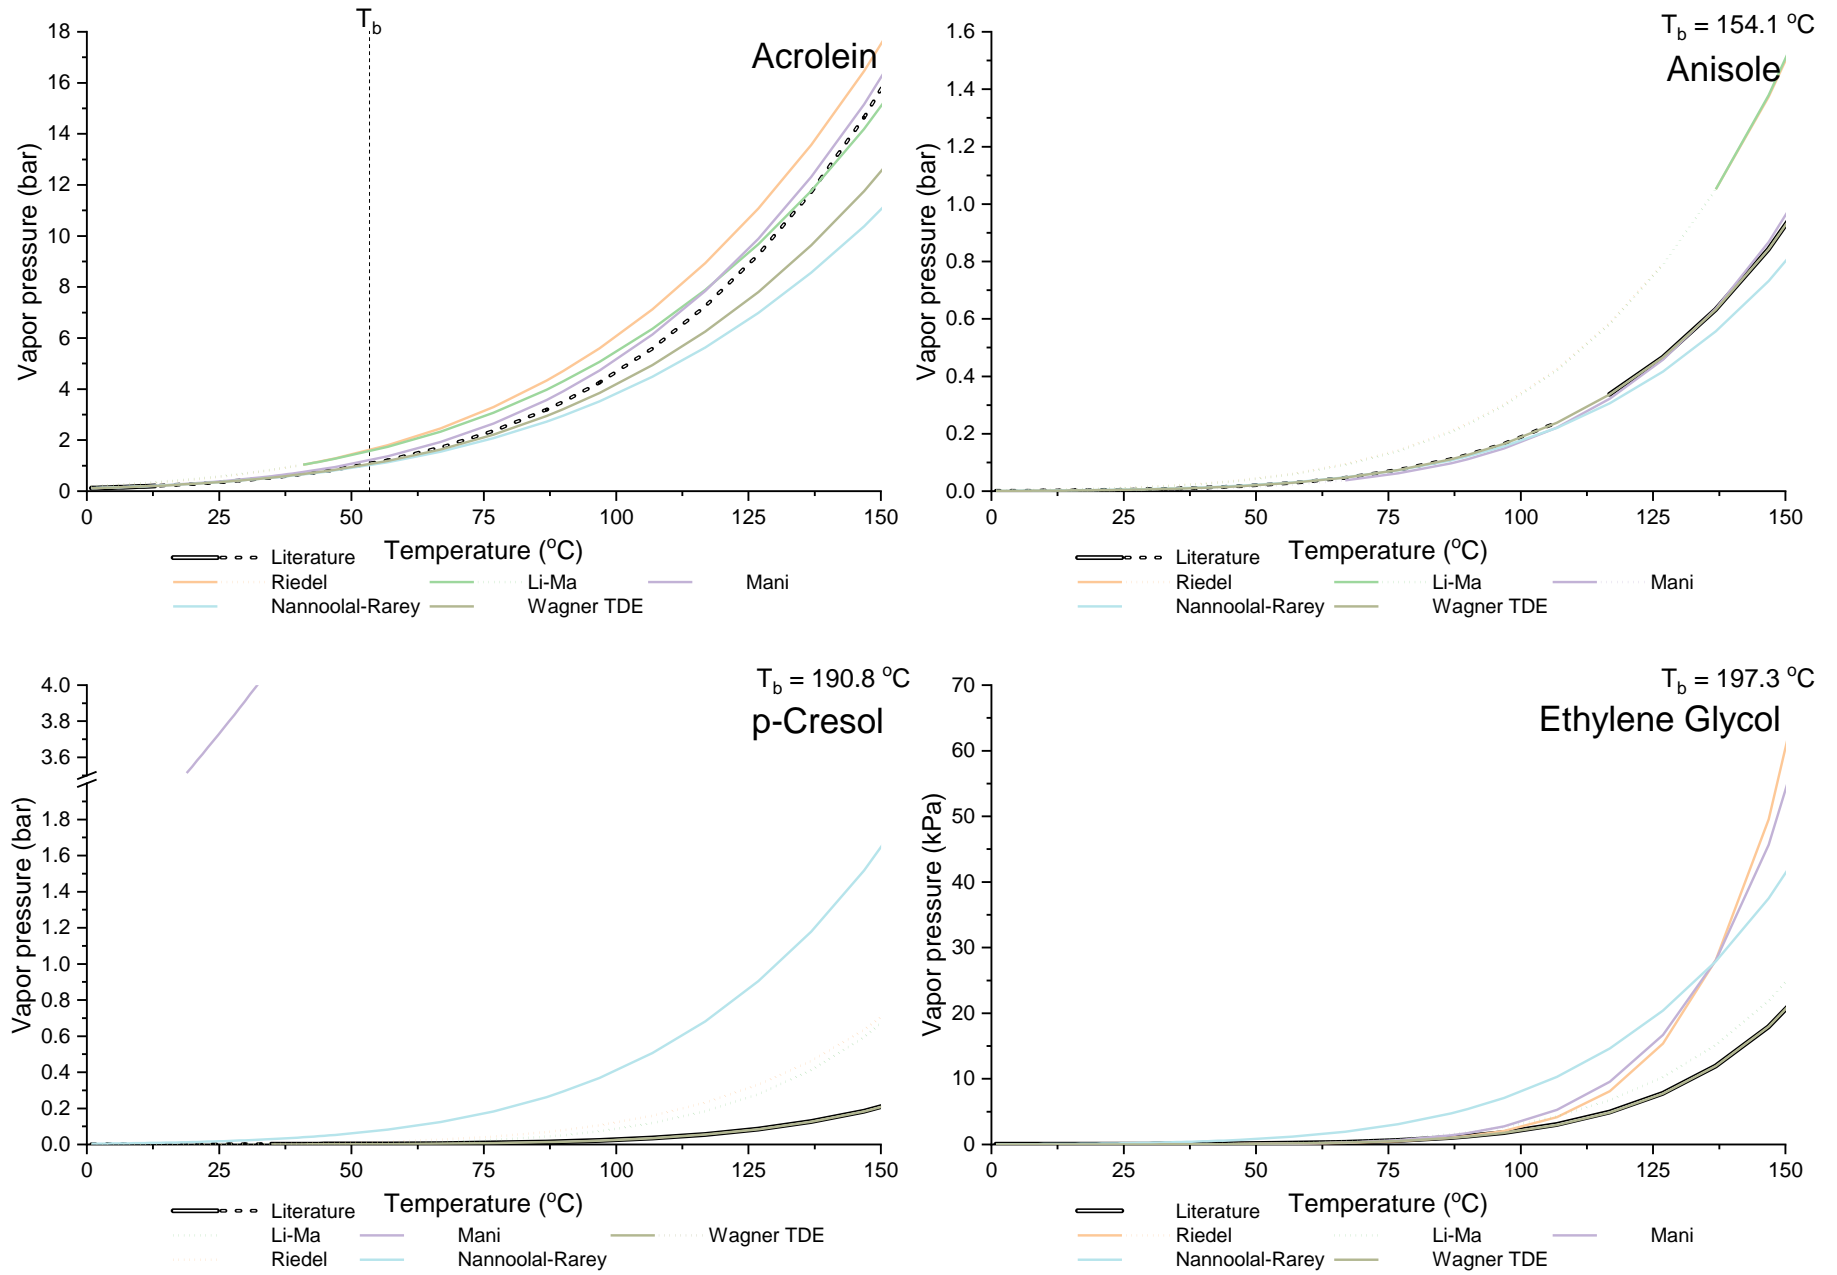 T_b
Acrolein
Vapor pressure (bar)
18
16
14
12
10
8
6
4
2
0
0 25 50 75 100 125 150
Temperature (°C)
Literature
Riedel Li-Ma Mani
Nannoolal-Rarey Wagner TDE
T_b = 154.1 °C
Anisole
Vapor pressure (bar)
1.6
1.4
1.2
1.0
0.8
0.6
0.4
0.2
0.0
0 25 50 75 100 125 150
Temperature (°C)
Literature
Riedel Li-Ma Mani
Nannoolal-Rarey Wagner TDE
T_b = 190.8 °C
p-Cresol
Vapor pressure (bar)
4.0
3.8
3.6
1.8
1.6
1.4
1.2
1.0
0.8
0.6
0.4
0.2
0.0
0 25 50 75 100 125 150
Temperature (°C)
Literature
Li-Ma Mani Wagner TDE
Riedel Nannoolal-Rarey
T_b = 197.3 °C
Ethylene Glycol
Vapor pressure (kPa)
70
60
50
40
30
20
10
0
0 25 50 75 100 125 150
Temperature (°C)
Literature
Riedel Li-Ma Mani
Nannoolal-Rarey Wagner TDE